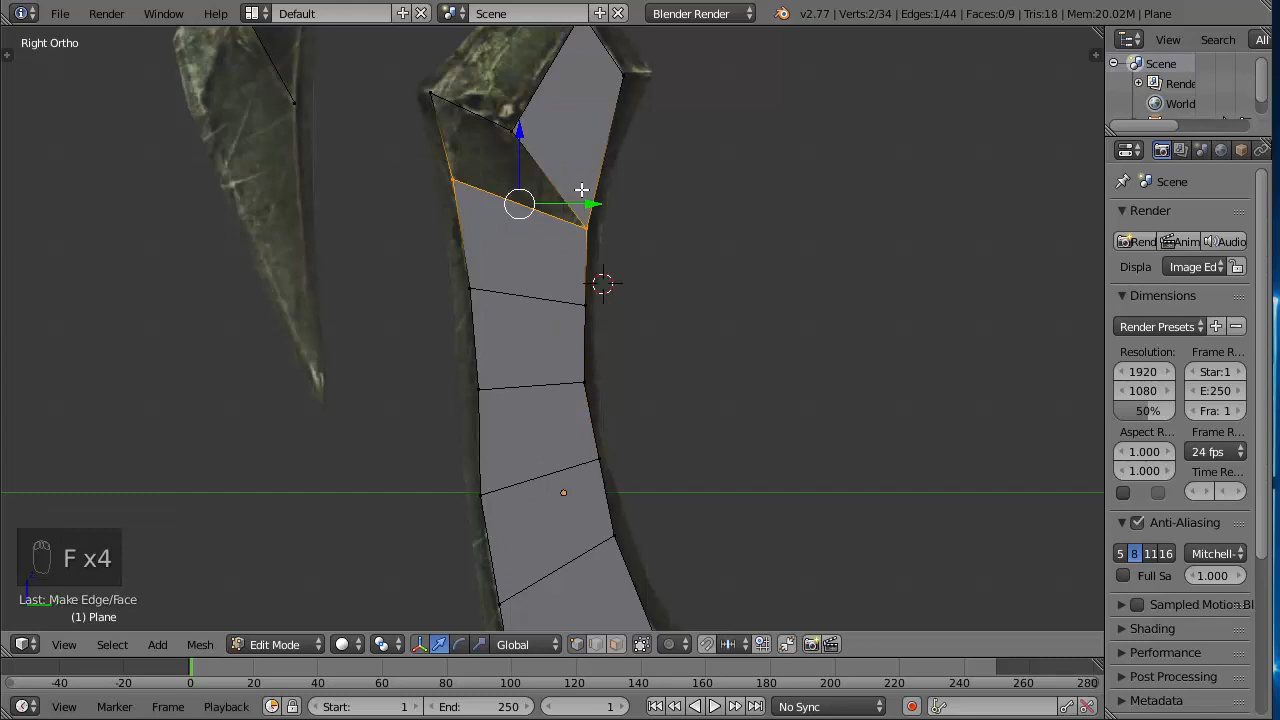 File Render Window Help Default Scene Blender Render v2.77 | Verts:2/34 | Edges:1/44 | Faces:0/9 | Tris:18 | Mem:20.02M | Plane
Right Ortho
View Search All
Scene
Rende
World
Scene
Render
Rend Anim Audio
Displa Image Ed
Dimensions
Render Presets
Resolution: Frame R...
1920 Star:1
1080 E:250
50% Fra: 1
Aspect R... Frame R...
1.000 24 fps
1.000 Time Re...
Anti-Aliasing
5 8 11 16 Mitchell-
Full Sa 1.000
Sampled Motion Bl
Shading
Performance
Post Processing
Metadata
F x4
Last: Make Edge/Face
(1) Plane
View Select Add Mesh Edit Mode Global
-40 -20 0 20 40 60 80 100 120 140 160 180 200 220 240 260 280
View Marker Frame Playback Start: 1 End: 250 1 No Sync